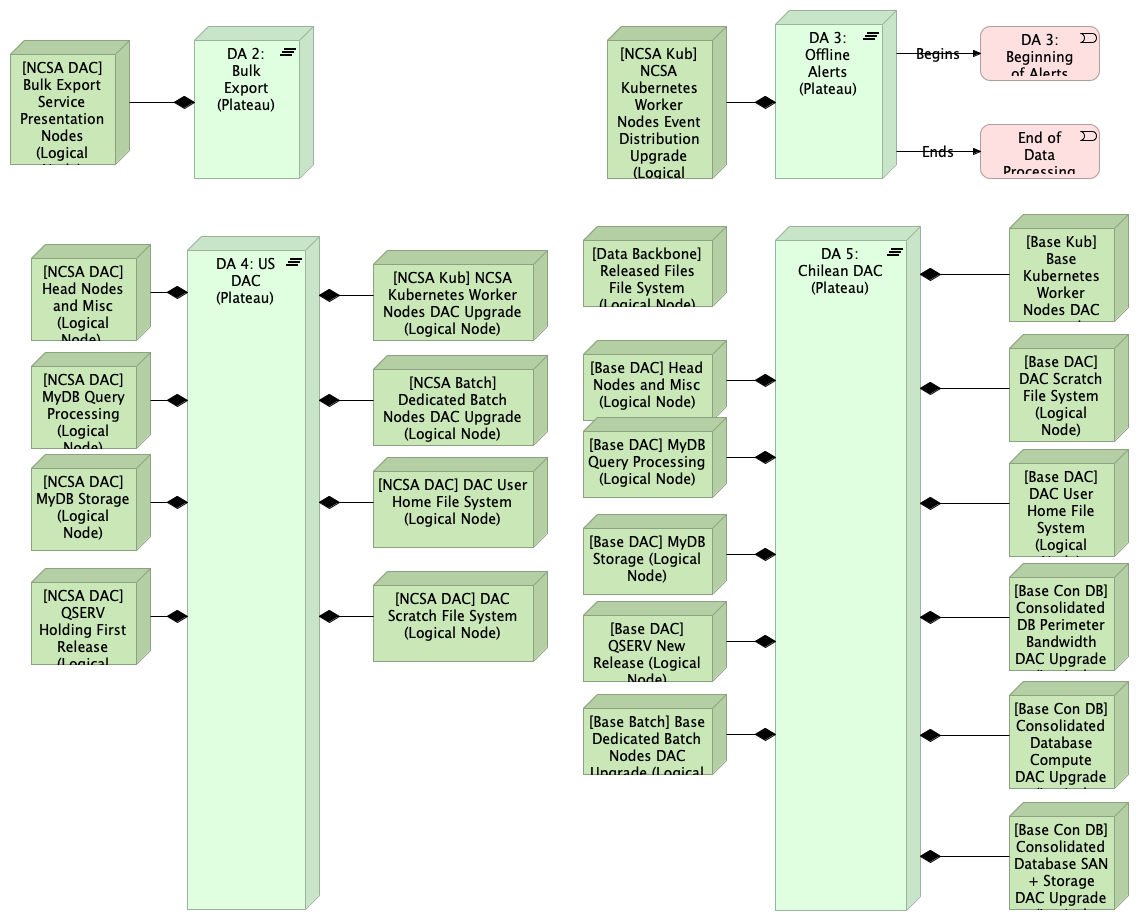 [NCSA DAC]
Bulk Export
Service
Presentation
Nodes
(Logical
DA 2:
Bulk
Export
(Plateau)
[NCSA Kub]
NCSA
Kubernetes
Worker
Nodes Event
Distribution
Upgrade
(Logical
DA 3:
Offline
Alerts
(Plateau)
Begins
DA 3:
Beginning
of Alerts
Ends
End of
Data
Processing
[NCSA DAC]
Head Nodes
and Misc
(Logical
Node)
[NCSA DAC]
MyDB Query
Processing
(Logical
Node)
[NCSA DAC]
MyDB Storage
(Logical
Node)
[NCSA DAC]
QSERV
Holding First
Release
(Logical
DA 4: US
DAC
(Plateau)
[NCSA Kub] NCSA
Kubernetes Worker
Nodes DAC Upgrade
(Logical Node)
[NCSA Batch]
Dedicated Batch
Nodes DAC Upgrade
(Logical Node)
[NCSA DAC] DAC User
Home File System
(Logical Node)
[NCSA DAC] DAC
Scratch File System
(Logical Node)
[Data Backbone]
Released Files
File System
(Logical Node)
[Base DAC] Head
Nodes and Misc
(Logical Node)
[Base DAC] MyDB
Query Processing
(Logical Node)
[Base DAC] MyDB
Storage (Logical
Node)
[Base DAC]
QSERV New
Release (Logical
Node)
[Base Batch] Base
Dedicated Batch
Nodes DAC
Upgrade (Logical
DA 5:
Chilean DAC
(Plateau)
[Base Kub]
Base
Kubernetes
Worker
Nodes DAC
[Base DAC]
DAC Scratch
File System
(Logical
Node)
[Base DAC]
DAC User
Home File
System
(Logical
[Base Con DB]
Consolidated
DB Perimeter
Bandwidth
DAC Upgrade
[Base Con DB]
Consolidated
Database
Compute
DAC Upgrade
[Base Con DB]
Consolidated
Database SAN
+ Storage
DAC Upgrade